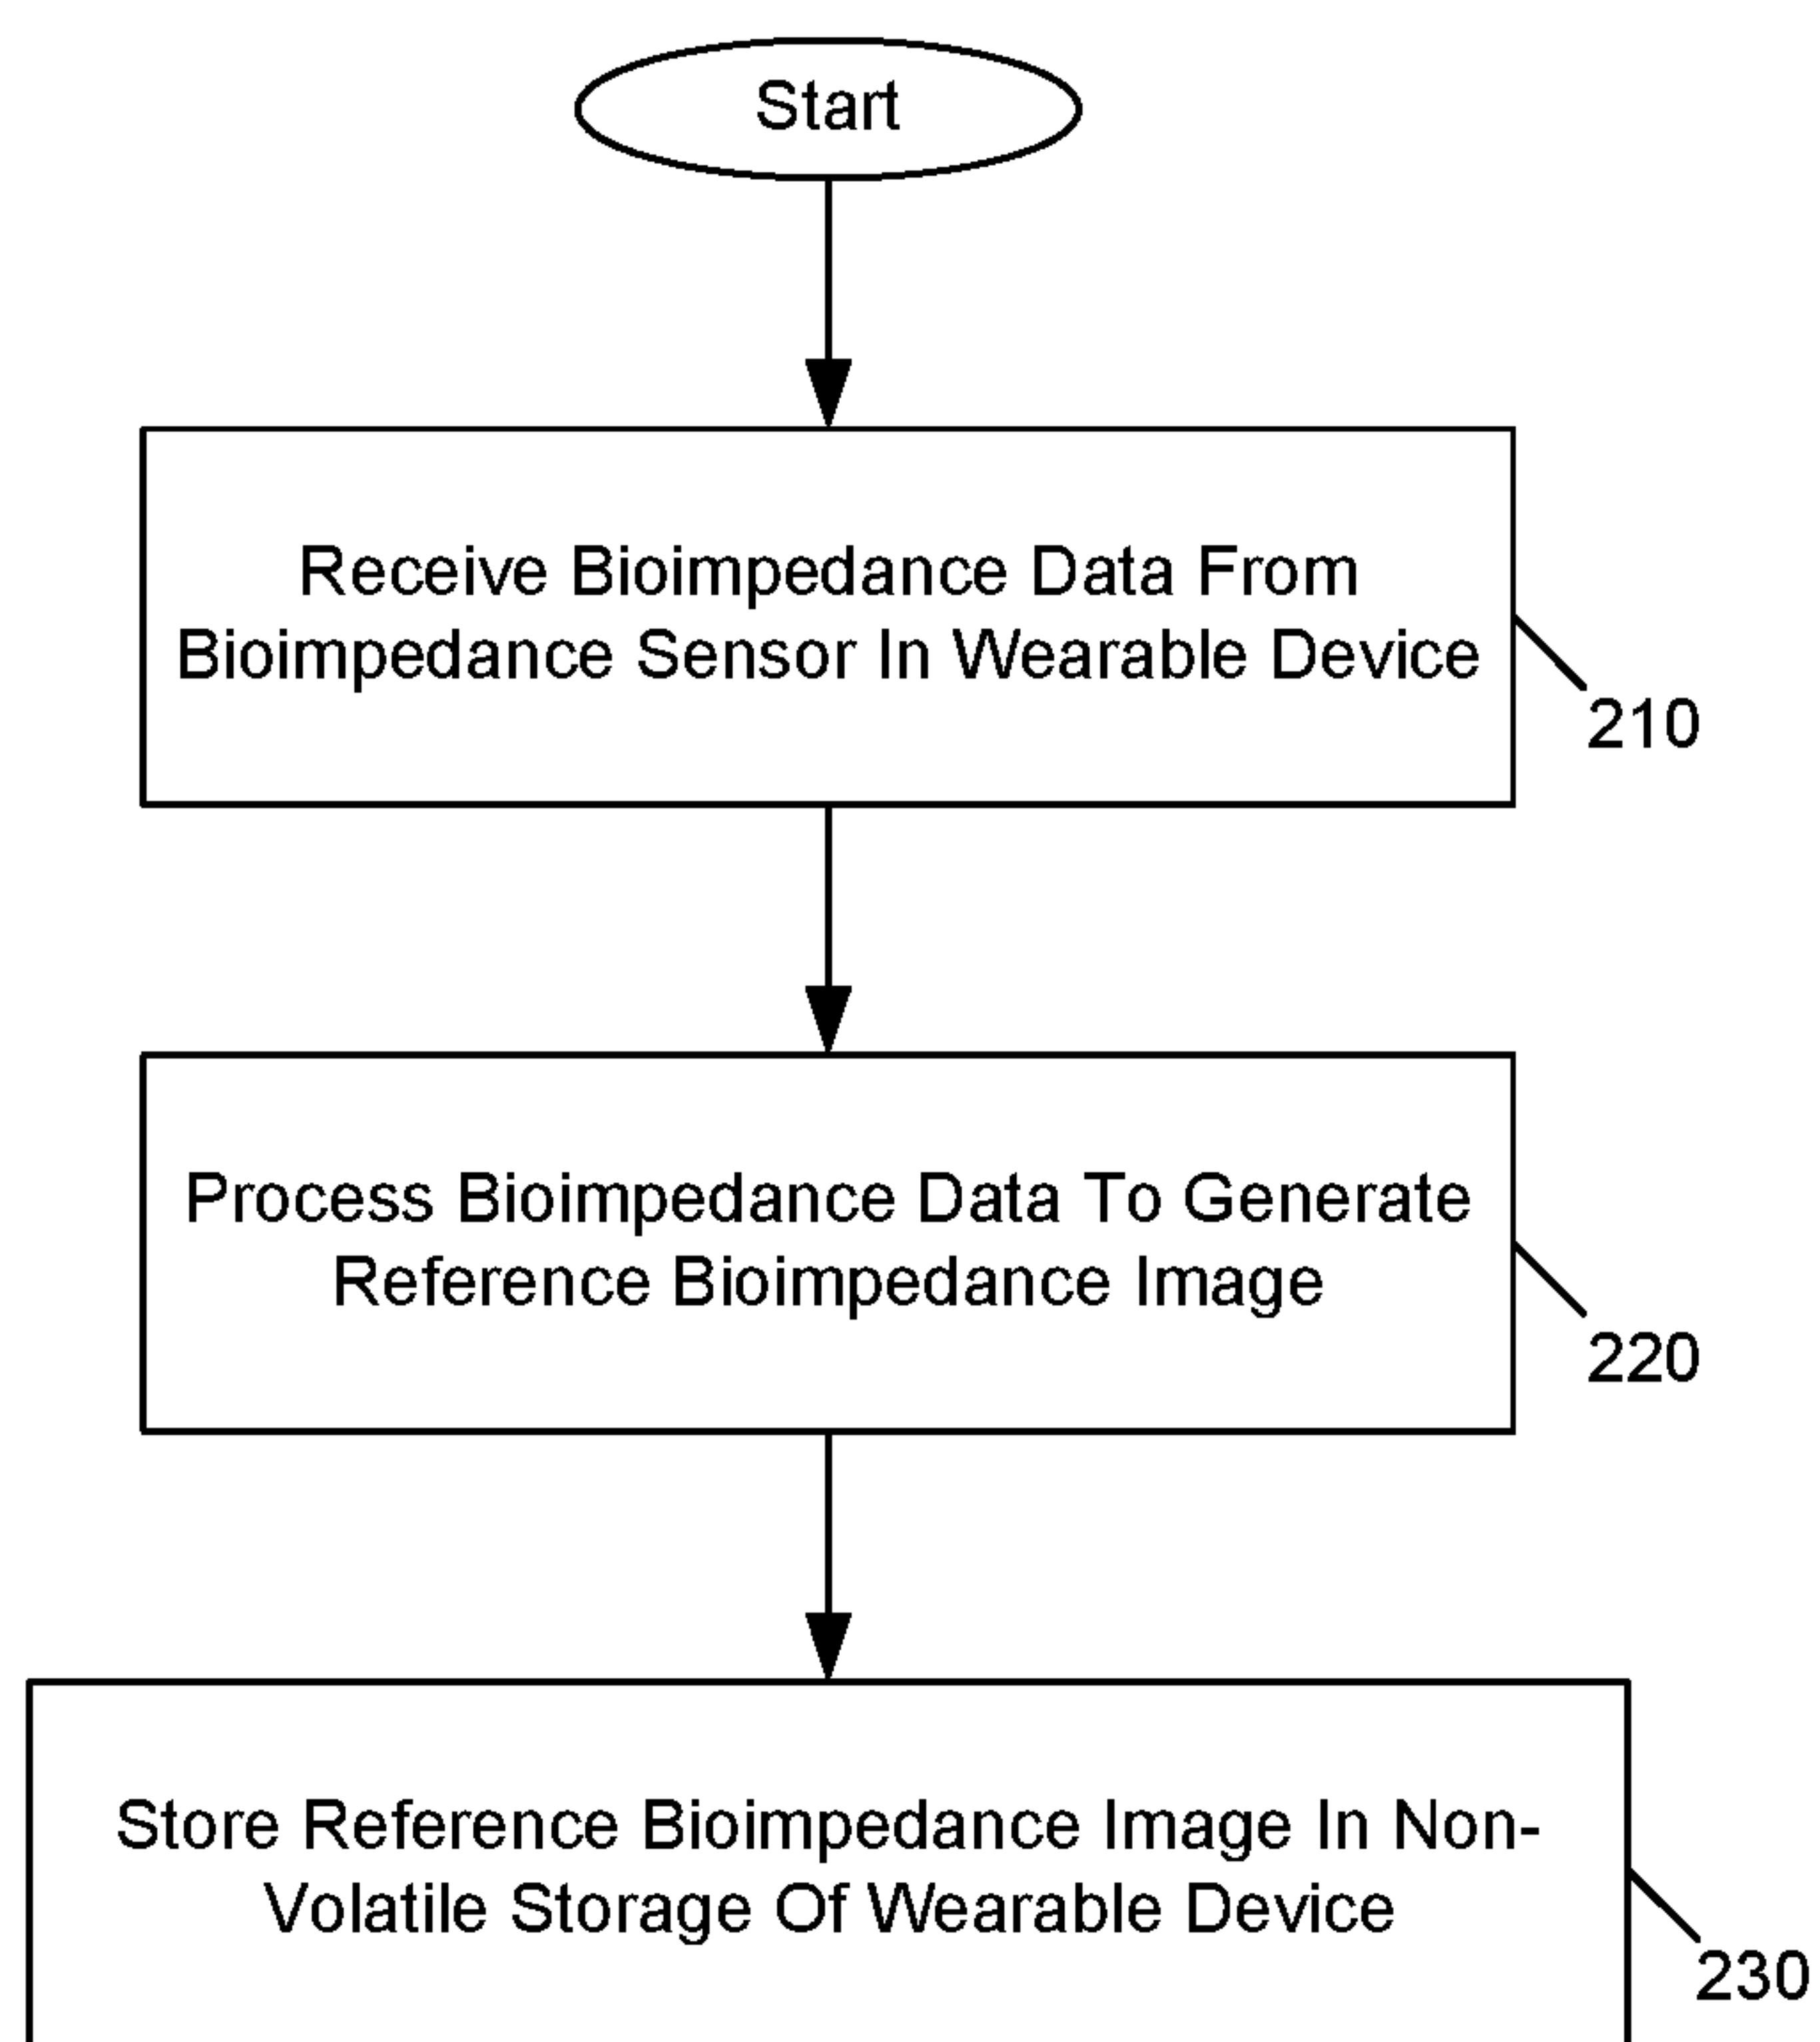 Start
Receive Bioimpedance Data From
Bioimpedance Sensor In Wearable Device
210
Process Bioimpedance Data To Generate
Reference Bioimpedance Image
220
Store Reference Bioimpedance Image In Non-
Volatile Storage Of Wearable Device
230